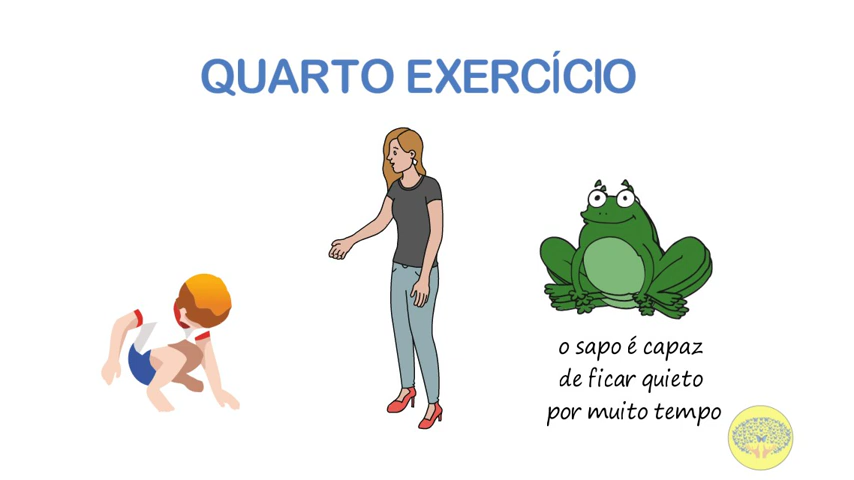 QUARTO EXERCÍCIO
o sapo é capaz
de ficar quieto
por muito tempo